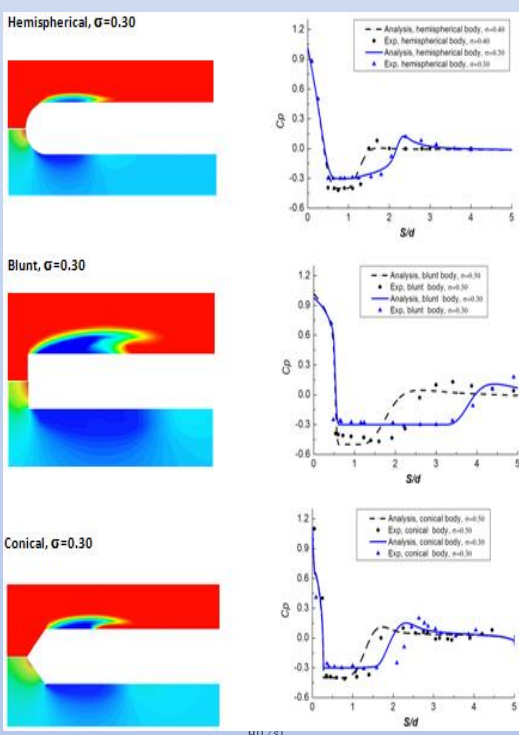 Hemispherical, σ=0.30
Analysis, hemispherical body, σ=0.40
Exp, hemispherical body, σ=0.40
Analysis, hemispherical body, σ=0.30
Exp, hemispherical body, σ=0.30
1.2
0.9
0.6
0.3
0.0
-0.3
-0.6
Cp
0 1 2 3 4 5
S/d
Blunt, σ=0.30
Analysis, blunt body, σ=0.50
Exp, blunt body, σ=0.50
Analysis, blunt body, σ=0.30
Exp, blunt body, σ=0.30
1.2
0.9
0.6
0.3
0.0
-0.3
-0.6
Cp
0 1 2 3 4 5
S/d
Conical, σ=0.30
Analysis, conical body, σ=0.50
Exp, conical body, σ=0.50
Analysis, conical body, σ=0.30
Exp, conical body, σ=0.30
1.2
0.9
0.6
0.3
0.0
-0.3
-0.6
Cp
0 1 2 3 4 5
S/d